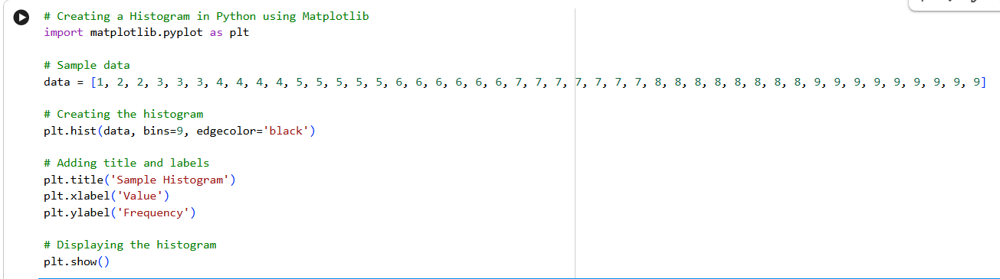 # Creating a Histogram in Python using Matplotlib
import matplotlib.pyplot as plt
# Sample data
data = [1, 2, 2, 3, 3, 3, 4, 4, 4, 4, 5, 5, 5, 5, 5, 6, 6, 6, 6, 6, 6, 7, 7, 7, 7, 7, 7, 7, 8, 8, 8, 8, 8, 8, 8, 8, 9, 9, 9, 9, 9, 9, 9, 9, 9]
# Creating the histogram
plt.hist(data, bins=9, edgecolor='black')
# Adding title and labels
plt.title('Sample Histogram')
plt.xlabel('Value')
plt.ylabel('Frequency')
# Displaying the histogram
plt.show()